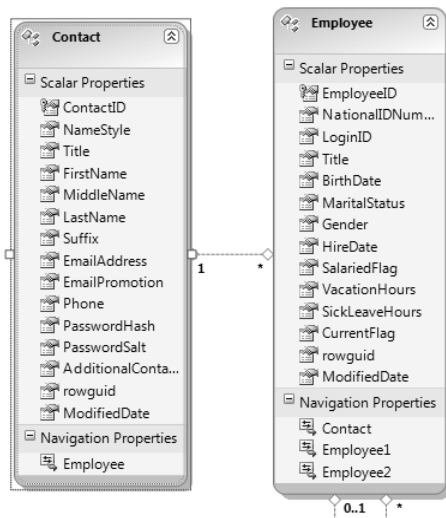 Contact
Scalar Properties
ContactID
NameStyle
Title
FirstName
MiddleName
LastName
Suffix
EmailAddress
EmailPromotion
Phone
PasswordHash
PasswordSalt
AdditionalConta...
rowguid
ModifiedDate
Navigation Properties
Employee
1
*
Employee
Scalar Properties
EmployeeID
NationalIDNum...
LoginID
Title
BirthDate
MaritalStatus
Gender
HireDate
SalariedFlag
VacationHours
SickLeaveHours
CurrentFlag
rowguid
ModifiedDate
Navigation Properties
Contact
Employee1
Employee2
0..1
*